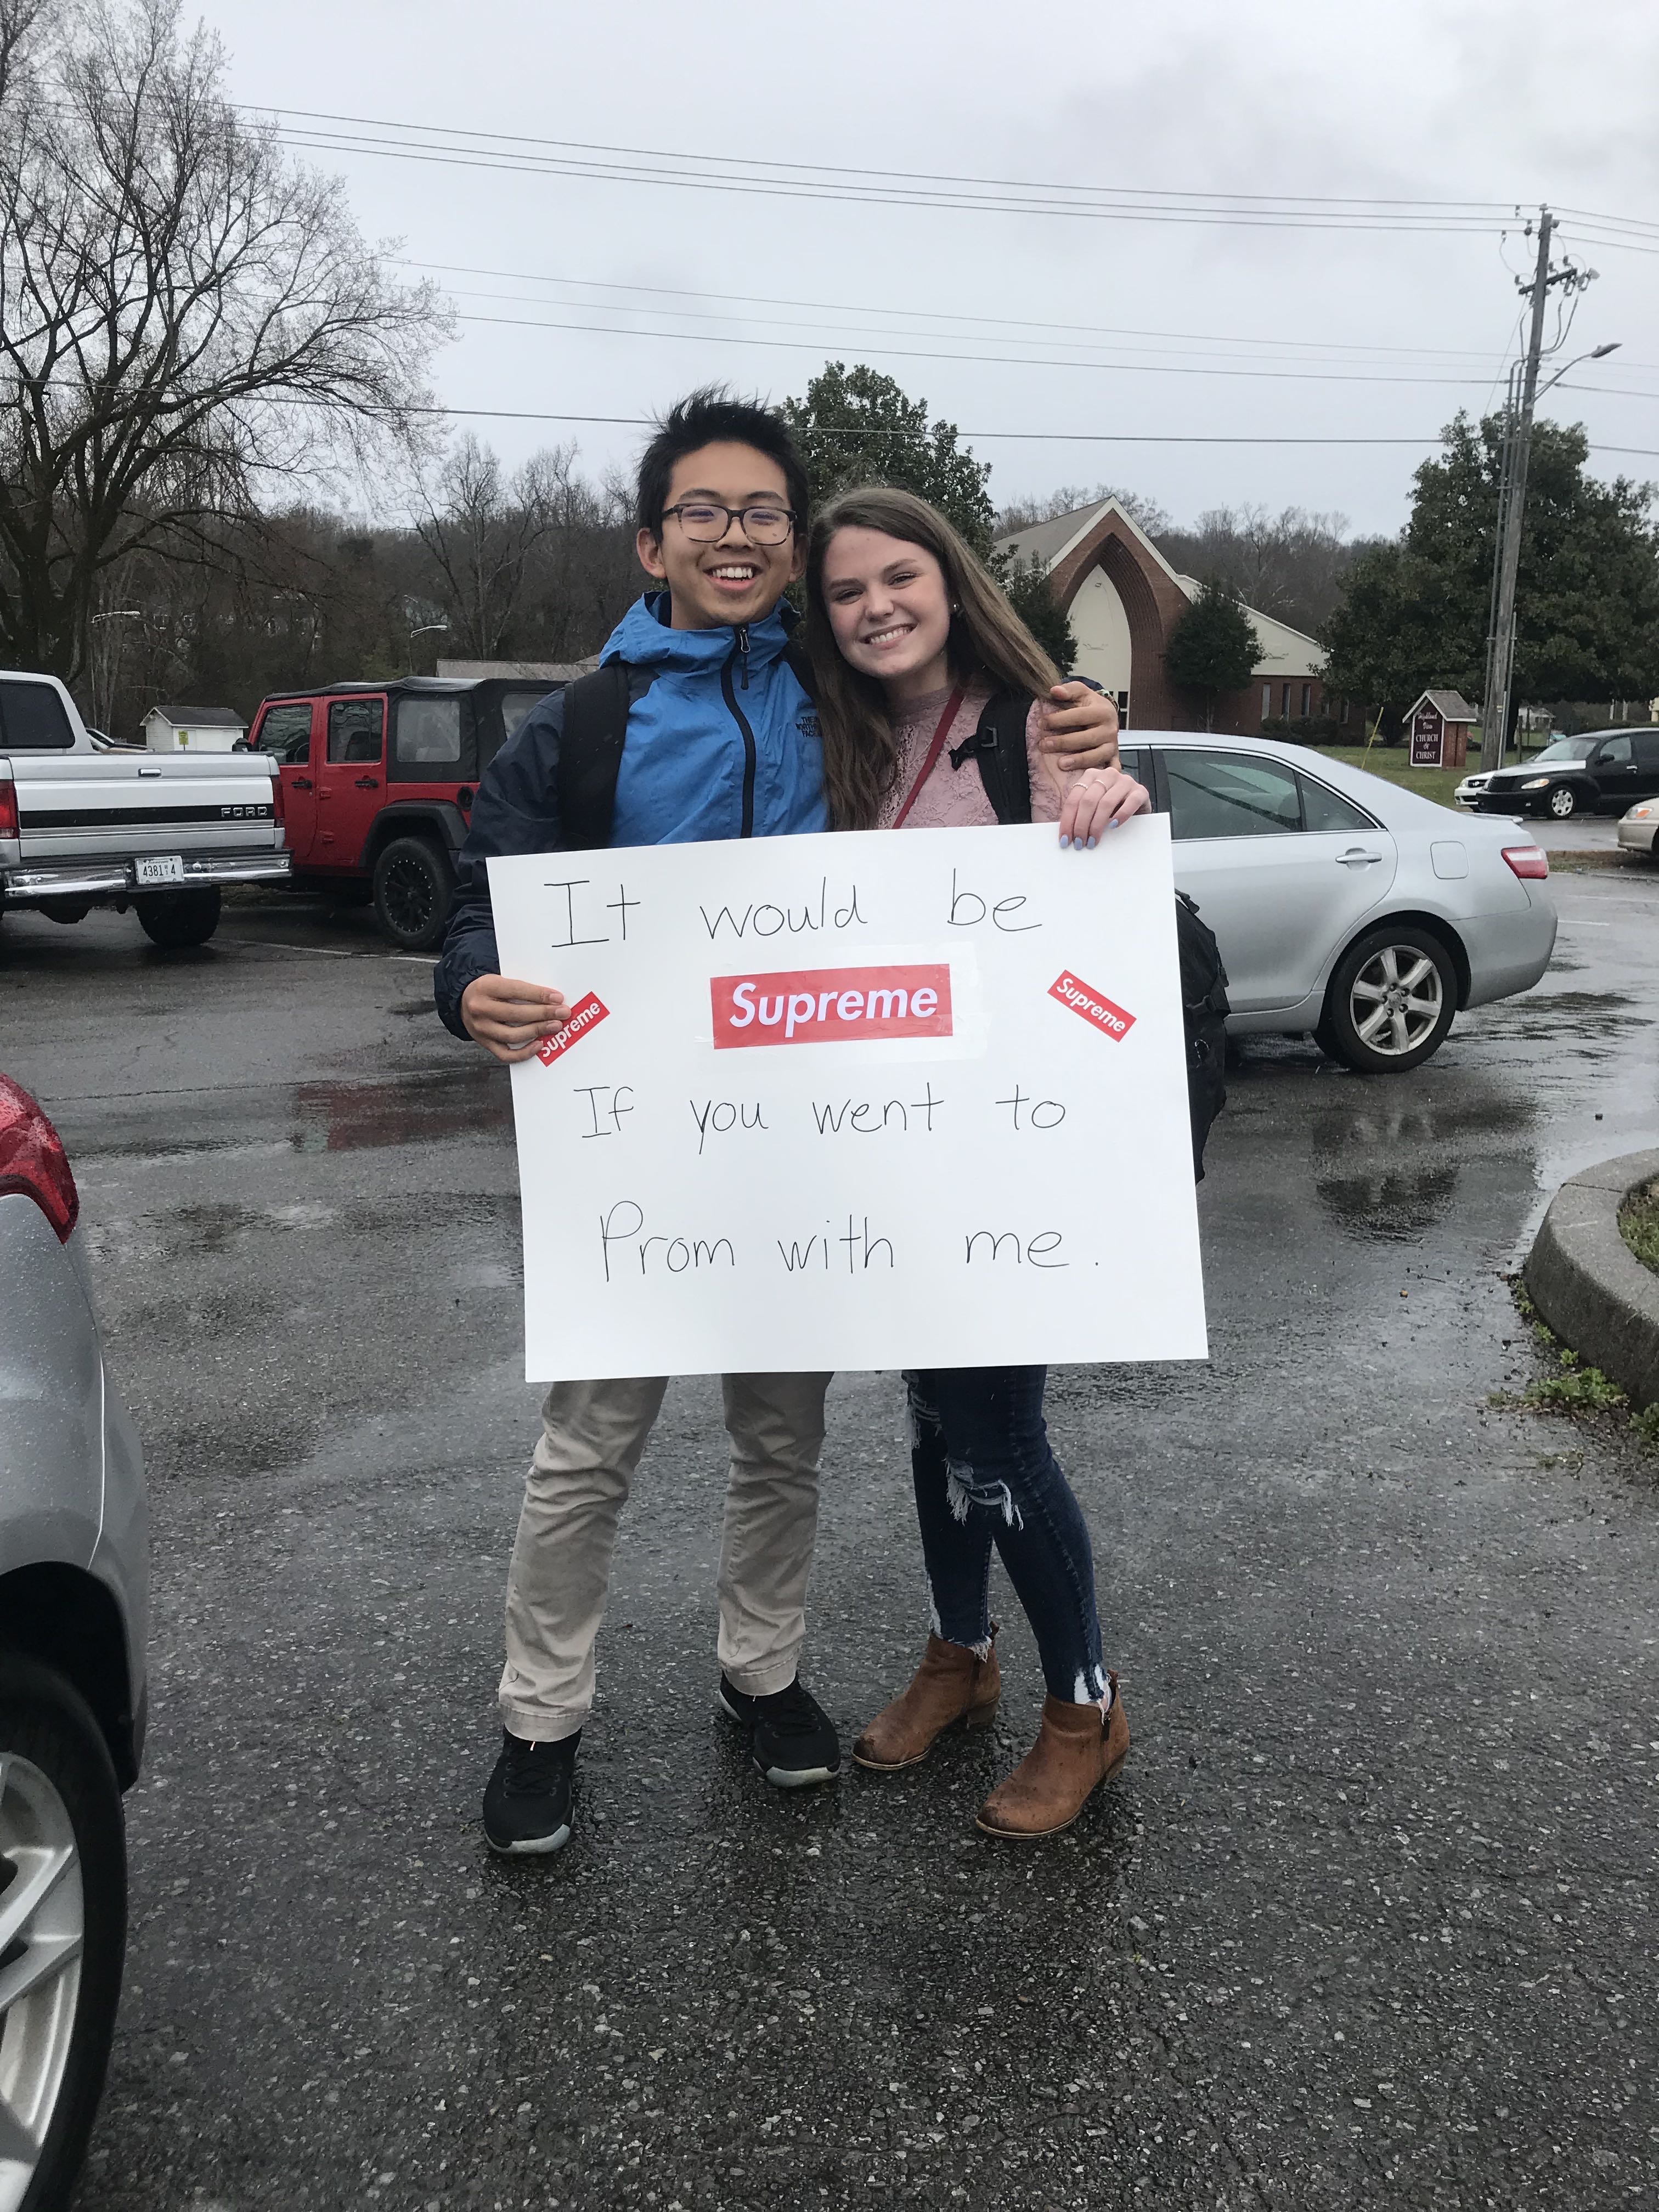 It would be
Supreme
Supreme
Supreme
If you went to
Prom with me.
FORD
4381
4
THE
NORTH
FACE
CHURCH
of
CHRIST